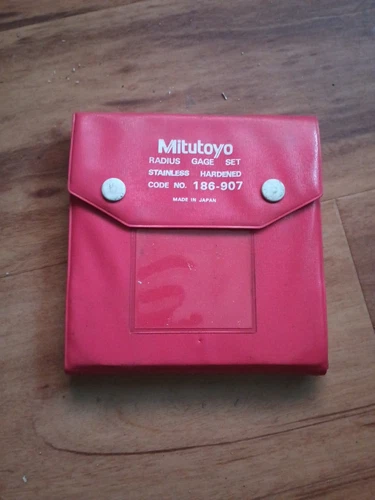 Mitutoyo
RADIUS GAGE SET
STAINLESS HARDENED
CODE NO. 186-907
MADE IN JAPAN